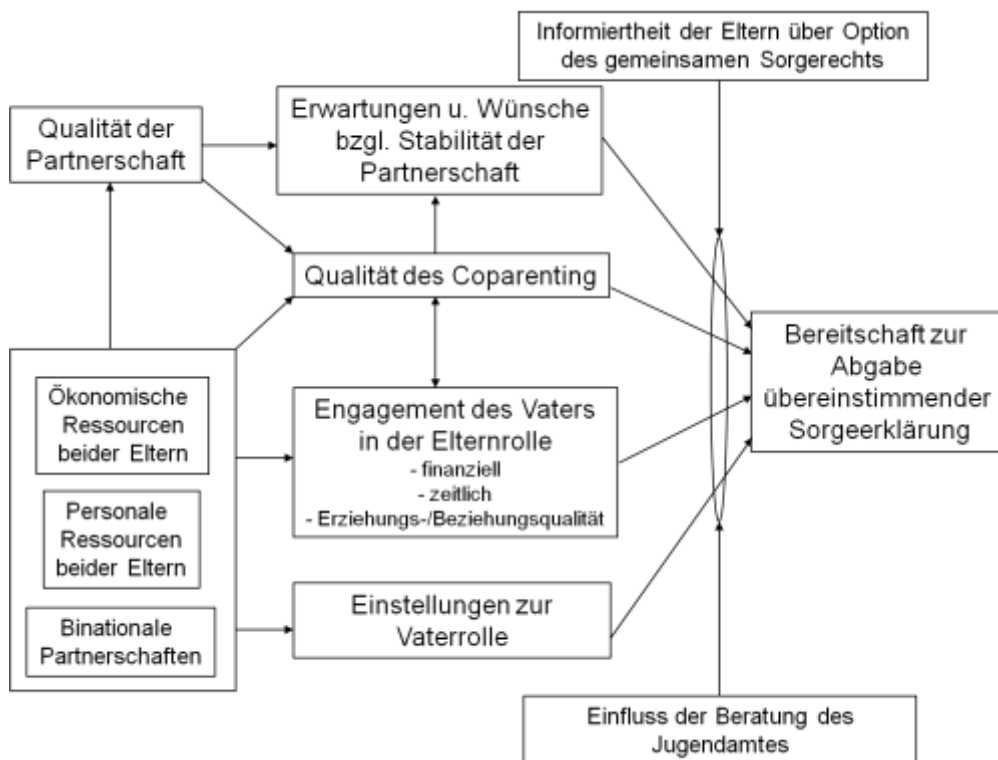 Informiertheit der Eltern über Option
des gemeinsamen Sorgerechts
Qualität der
Partnerschaft
Erwartungen u. Wünsche
bzgl. Stabilität der
Partnerschaft
Qualität des Coparenting
Ökonomische
Ressourcen
beider Eltern
Personale
Ressourcen
beider Eltern
Binationale
Partnerschaften
Engagement des Vaters
in der Elternrolle
- finanziell
- zeitlich
- Erziehungs-/Beziehungsqualität
Einstellungen zur
Vaterrolle
Bereitschaft zur
Abgabe
übereinstimmender
Sorgeerklärung
Einfluss der Beratung des
Jugendamtes